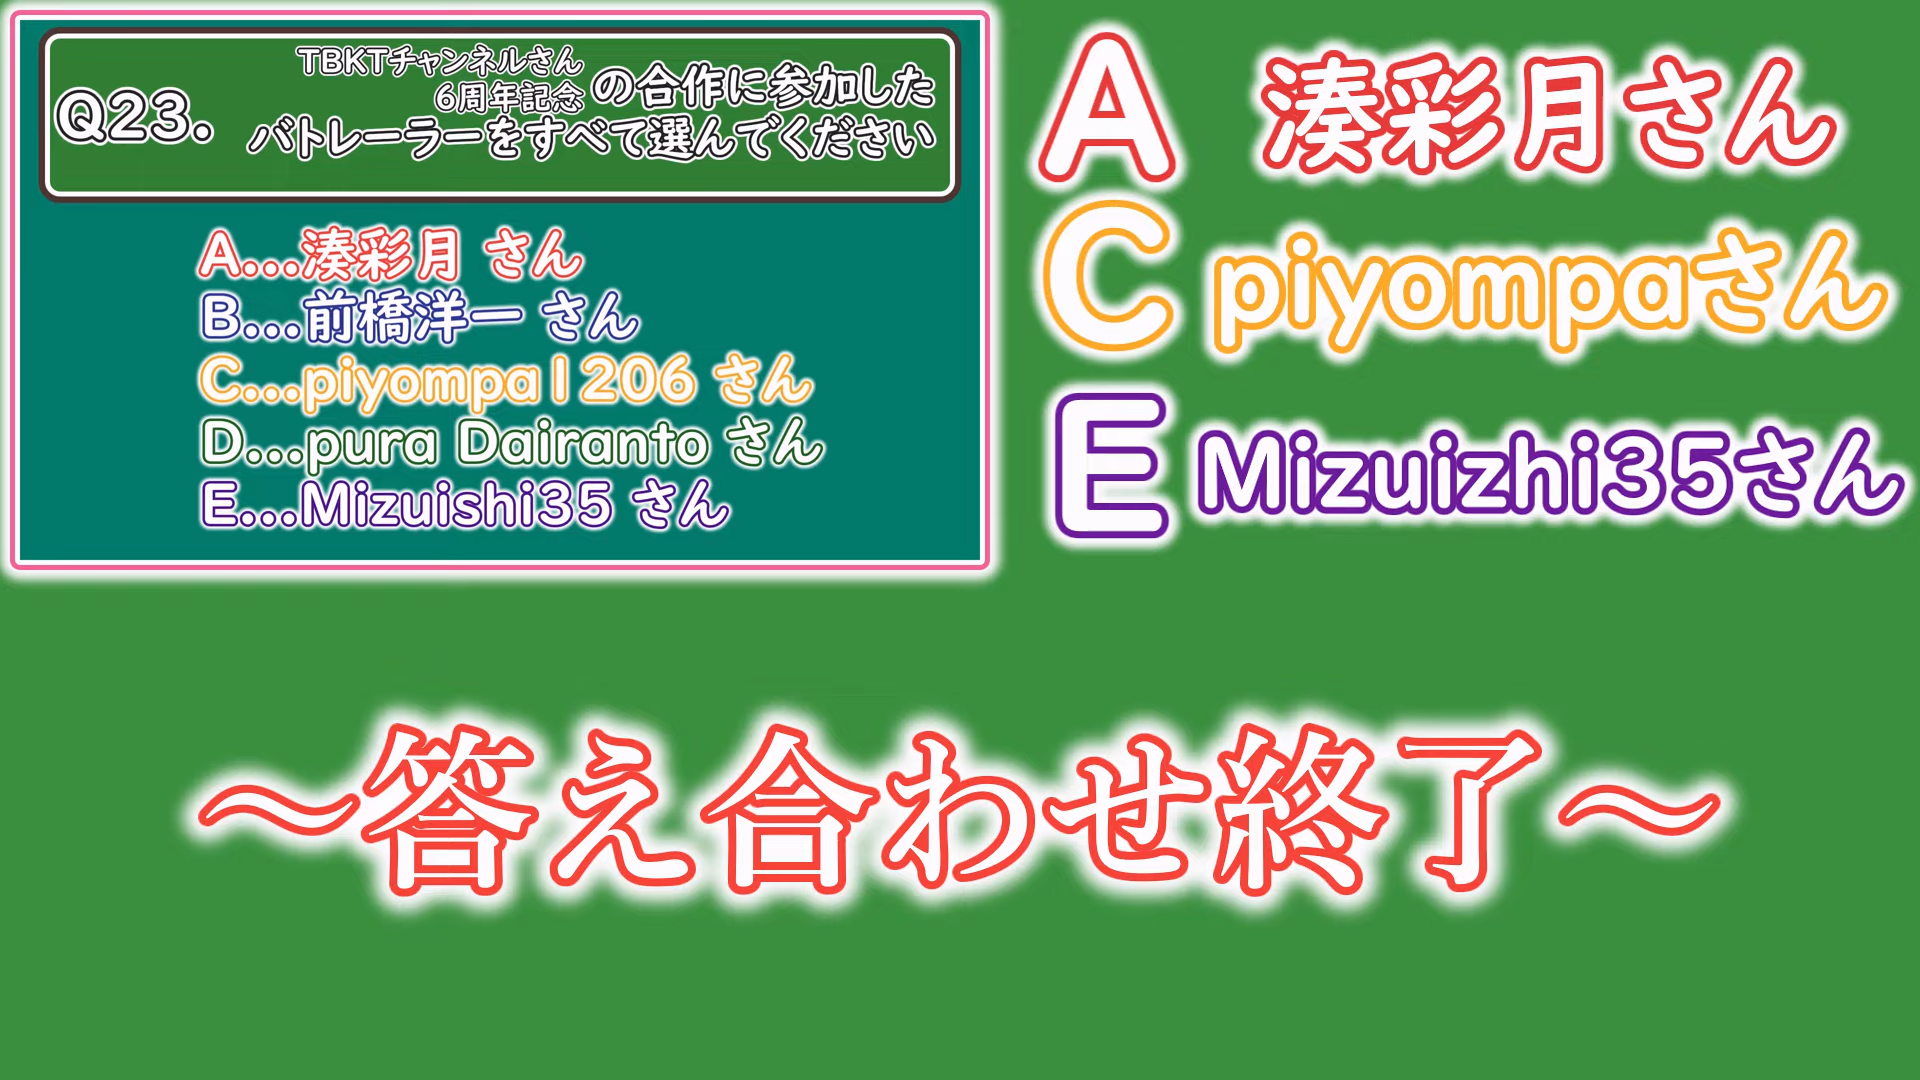 Q23.
TBKTチャンネルさん
6周年記念
の合作に参加した
バトレーラーをすべて選んでください
A...湊彩月 さん
B...前橋洋一 さん
C...piyompa1206 さん
D...pura Dairanto さん
E...Mizuishi35 さん
A 湊彩月さん
C piyompaさん
E Mizuizhi35さん
～答え合わせ終了～